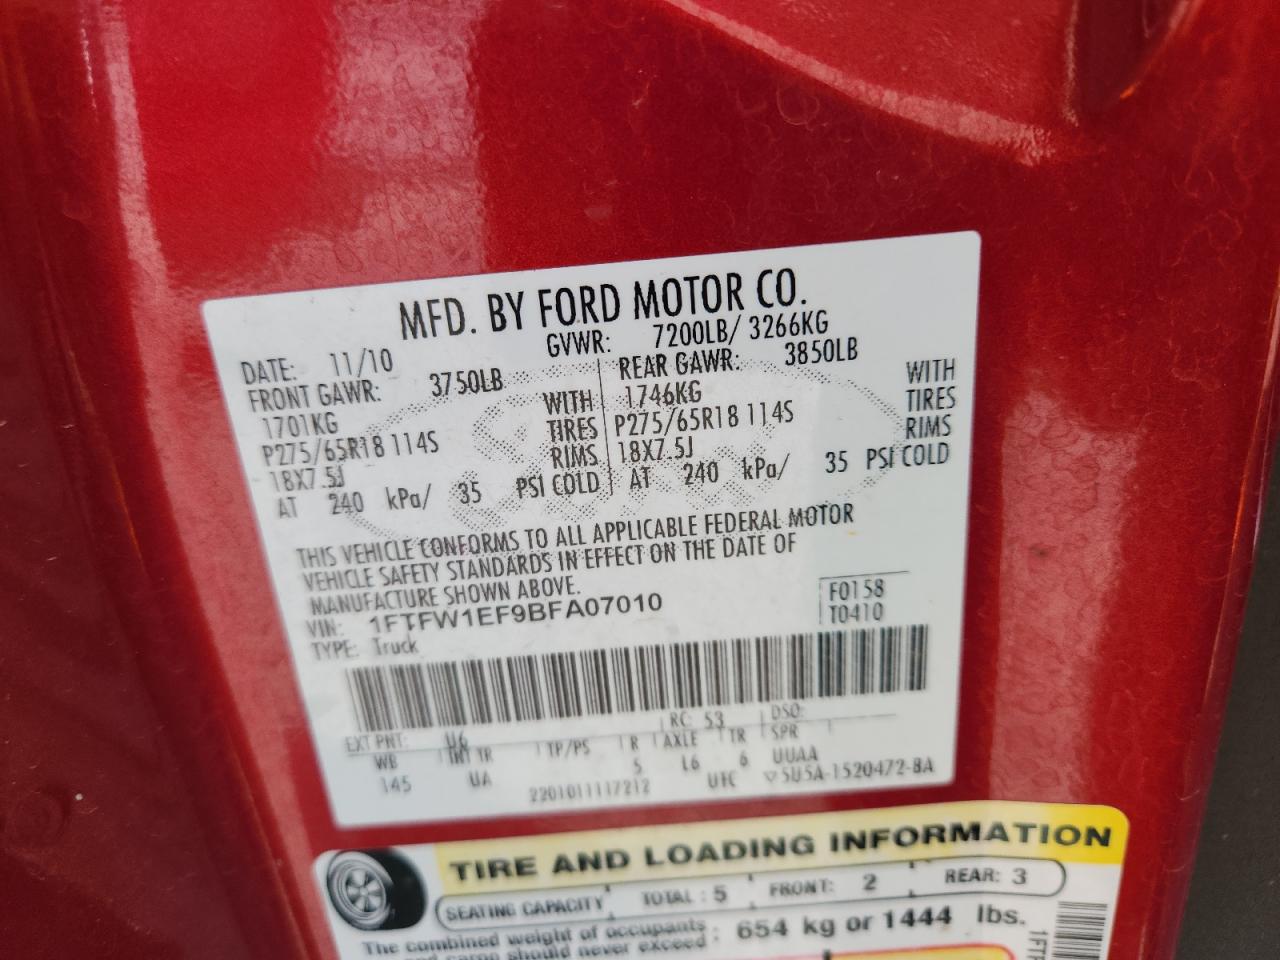 MFD. BY FORD MOTOR CO.
DATE: 11/10 GVWR: 7200LB/ 3266KG
FRONT GAWR: 3750LB REAR GAWR: 3850LB
1701KG WITH 1746KG WITH
P275/65R18 114S TIRES P275/65R18 114S TIRES
18X7.5J RIMS 18X7.5J RIMS
AT 240 kPa/ 35 PSI COLD AT 240 kPa/ 35 PSI COLD
THIS VEHICLE CONFORMS TO ALL APPLICABLE FEDERAL MOTOR
VEHICLE SAFETY STANDARDS IN EFFECT ON THE DATE OF
MANUFACTURE SHOWN ABOVE.
VIN: 1FTFW1EF9BFA07010 F0158
TYPE: Truck T0410
EXT PNT: U6 RC: 53 DSO:
WB INT TR TP/PS R AXLE TR SPR
145 UA 5 L6 6 UUAA
2201011117212 UTC ▽5U5A-1520472-BA
TIRE AND LOADING INFORMATION
SEATING CAPACITY TOTAL : 5 FRONT: 2 REAR: 3
The combined weight of occupants : 654 kg or 1444 lbs.
and cargo should never exceed
1FTF